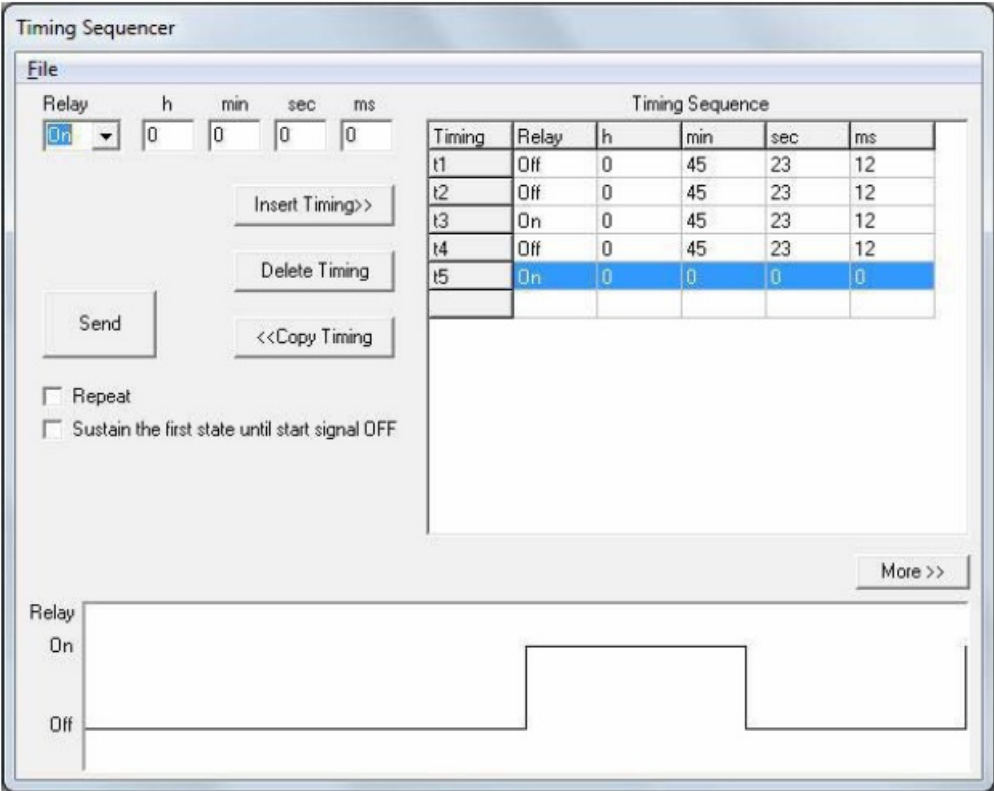 Timing Sequencer
File
Relay h min sec ms
On 0 0 0 0
Insert Timing>>
Delete Timing
Send
<<Copy Timing
Repeat
Sustain the first state until start signal OFF
Timing Sequence
Timing Relay h min sec ms
t1 Off 0 45 23 12
t2 Off 0 45 23 12
t3 On 0 45 23 12
t4 Off 0 45 23 12
t5 On 0 0 0 0
More >>
Relay
On
Off